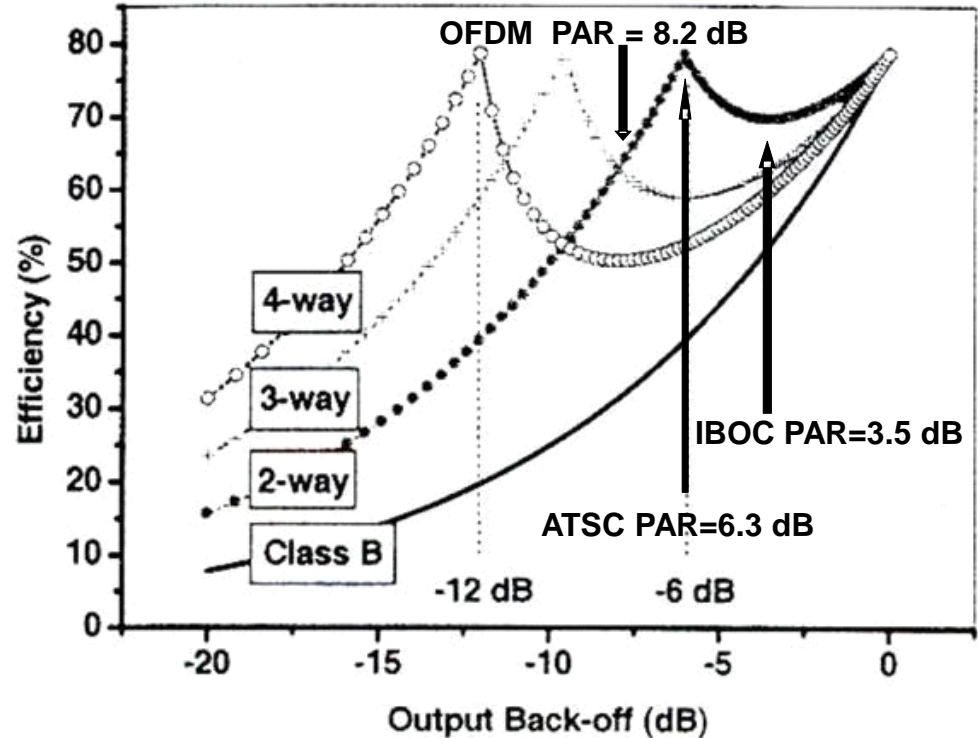 OFDM PAR = 8.2 dB
80
70
60
50
40
30
20
10
0
Efficiency (%)
4-way
3-way
2-way
Class B
IBOC PAR=3.5 dB
ATSC PAR=6.3 dB
-12 dB
-6 dB
-20
-15
-10
-5
0
Output Back-off (dB)